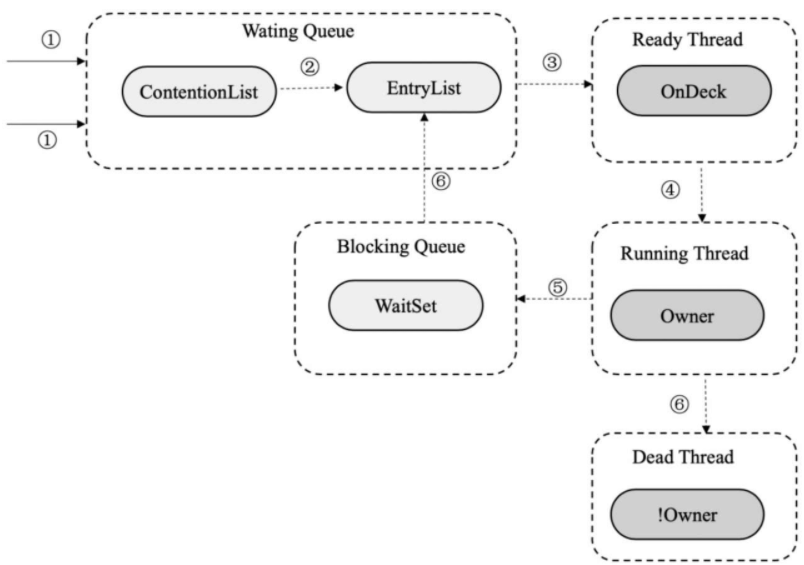 ①
Wating Queue
ContentionList
②
EntryList
③
Ready Thread
OnDeck
①
④
⑥
Blocking Queue
WaitSet
⑤
Running Thread
Owner
⑥
Dead Thread
!Owner